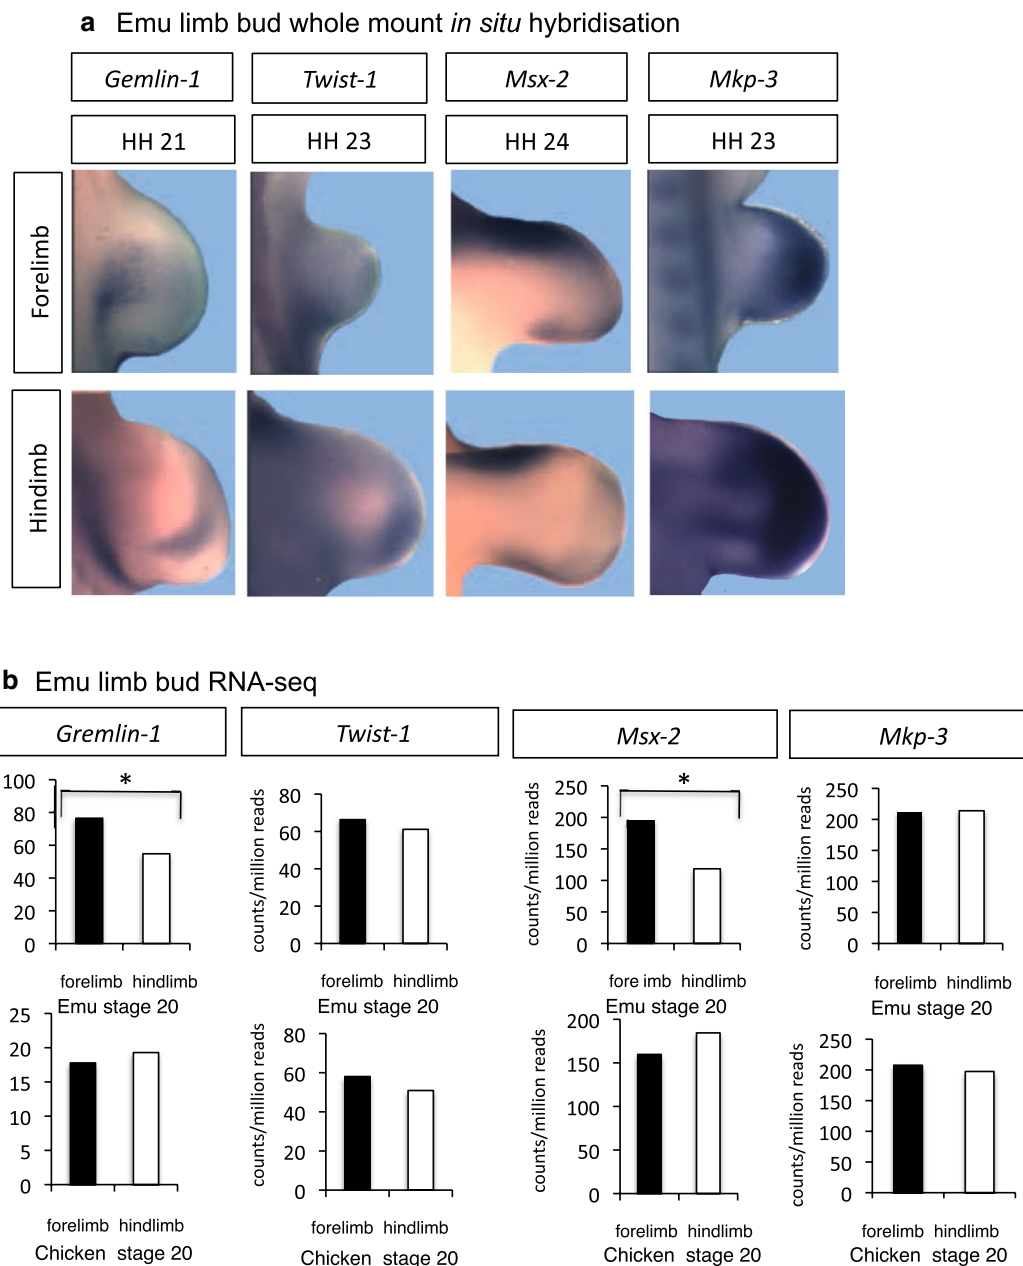 a Emu limb bud whole mount in situ hybridisation
Gemlin-1 Twist-1 Msx-2 Mkp-3
HH 21 HH 23 HH 24 HH 23
Forelimb
Hindimb
b Emu limb bud RNA-seq
Gremlin-1 Twist-1 Msx-2 Mkp-3
100
80
60
40
20
0
*
forelimb hindlimb
Emu stage 20
counts/million reads
80
60
40
20
0
forelimb hindlimb
Emu stage 20
counts/million reads
250
200
150
100
50
0
*
fore imb hindlimb
Emu stage 20
counts/million reads
250
200
150
100
50
0
forelimb hindlimb
Emu stage 20
25
20
15
10
5
0
forelimb hindlimb
Chicken stage 20
counts/million reads
80
60
40
20
0
forelimb hindlimb
Chicken stage 20
counts/million reads
200
150
100
50
0
forelimb hindlimb
Chicken stage 20
counts/million reads
250
200
150
100
50
0
forelimb hindlimb
Chicken stage 20